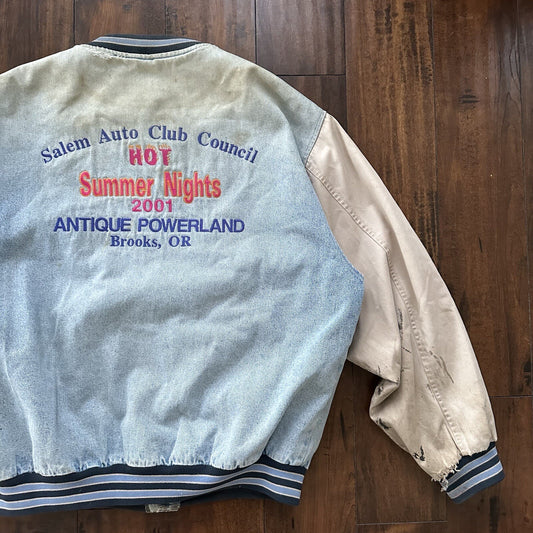 Salem Auto Club Council
HOT
Summer Nights
2001
ANTIQUE POWERLAND
Brooks, OR